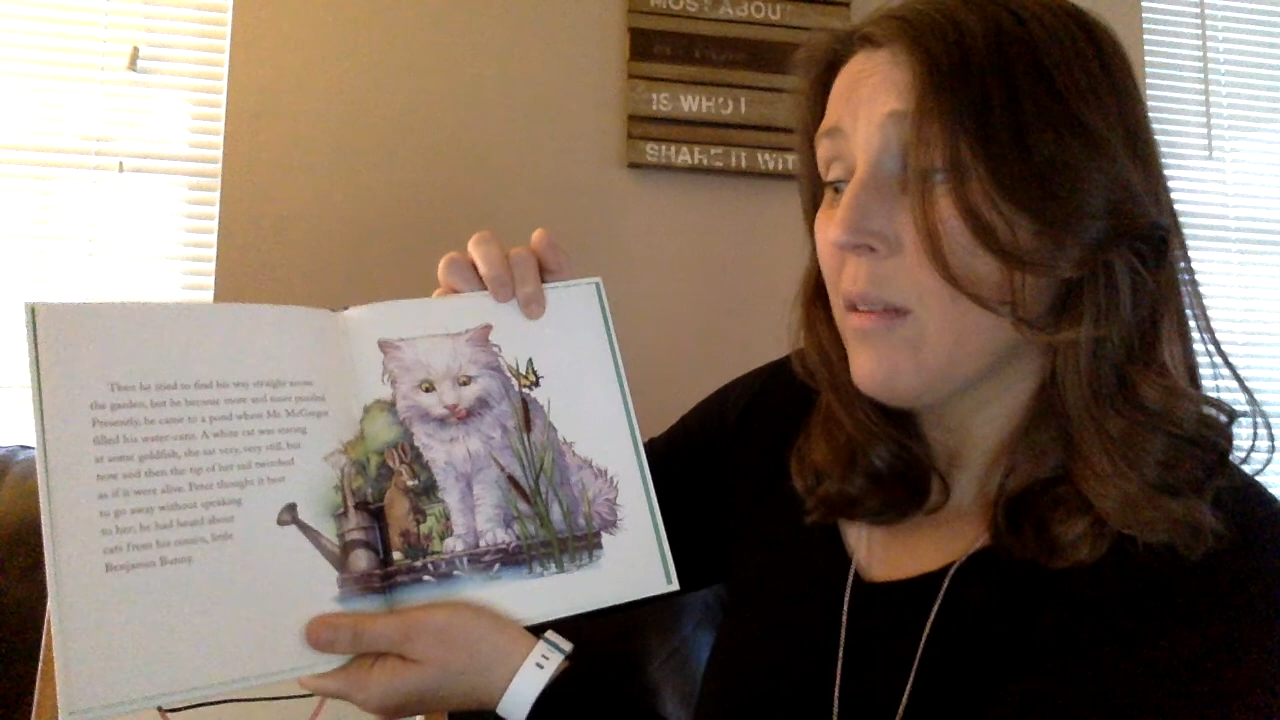 MOST ABOUT
IS WHO I
SHARE IT WIT
Then he tried to find his way straight across
the garden, but he became more and more puzzled.
Presently, he came to a pond where Mr. McGregor
filled his water-cans. A white cat was staring
at some goldfish, she sat very, very still, but
now and then the tip of her tail twitched
as if it were alive. Peter thought it best
to go away without speaking
to her; he had heard about
cats from his cousin, little
Benjamin Bunny.